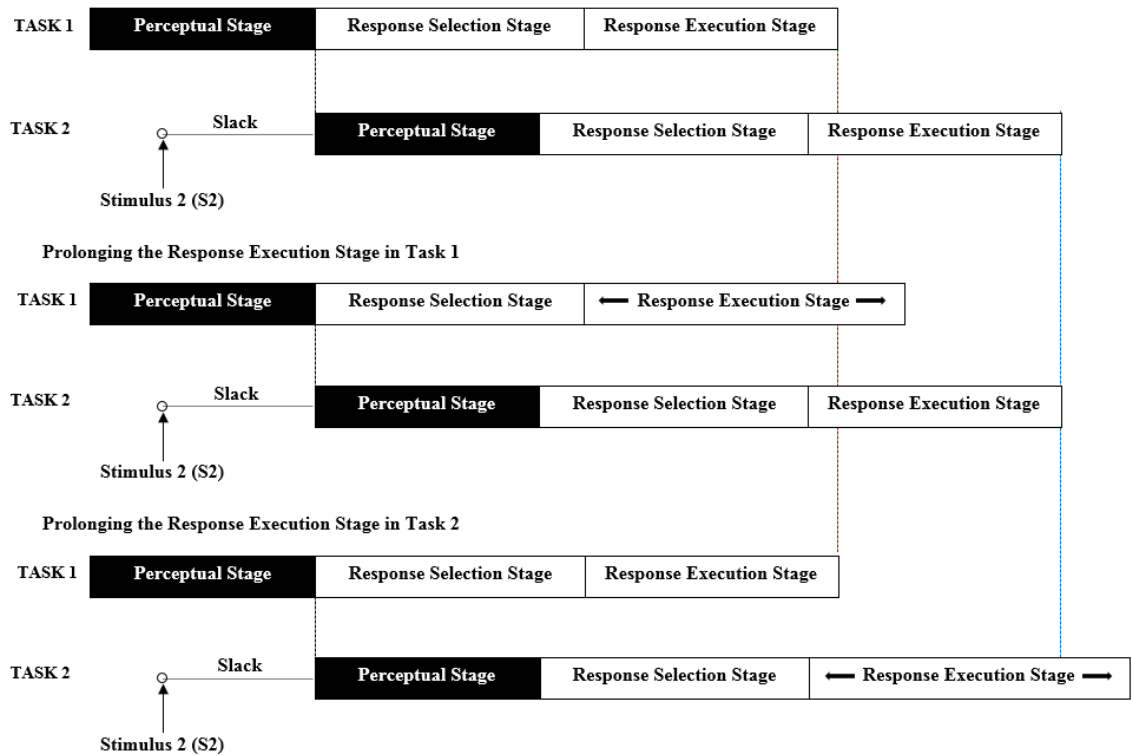 TASK 1 Perceptual Stage Response Selection Stage Response Execution Stage
Slack
TASK 2 Perceptual Stage Response Selection Stage Response Execution Stage
Stimulus 2 (S2)
Prolonging the Response Execution Stage in Task 1
TASK 1 Perceptual Stage Response Selection Stage Response Execution Stage
Slack
TASK 2 Perceptual Stage Response Selection Stage Response Execution Stage
Stimulus 2 (S2)
Prolonging the Response Execution Stage in Task 2
TASK 1 Perceptual Stage Response Selection Stage Response Execution Stage
Slack
TASK 2 Perceptual Stage Response Selection Stage Response Execution Stage
Stimulus 2 (S2)